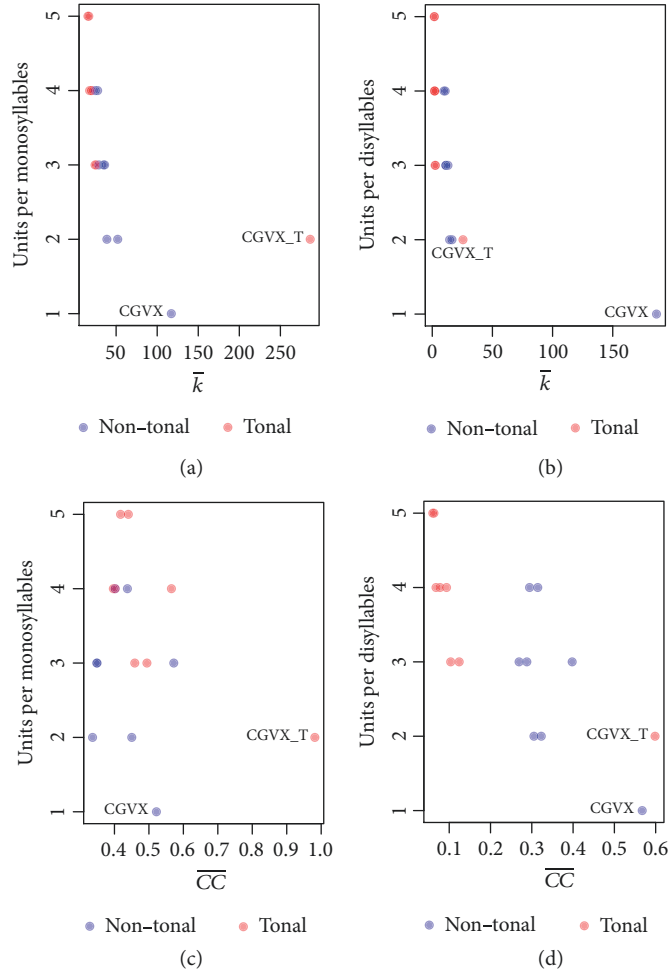 Units per monosyllables
5
4
3
2
1
CGVX_T
CGVX
50 100 150 200 250
k
Non–tonal Tonal
(a)
Units per disyllables
5
4
3
2
1
CGVX_T
CGVX
0 50 100 150
k
Non–tonal Tonal
(b)
Units per monosyllables
5
4
3
2
1
CGVX_T
CGVX
0.4 0.5 0.6 0.7 0.8 0.9 1.0
CC
Non–tonal Tonal
(c)
Units per disyllables
5
4
3
2
1
CGVX_T
CGVX
0.1 0.2 0.3 0.4 0.5 0.6
CC
Non–tonal Tonal
(d)